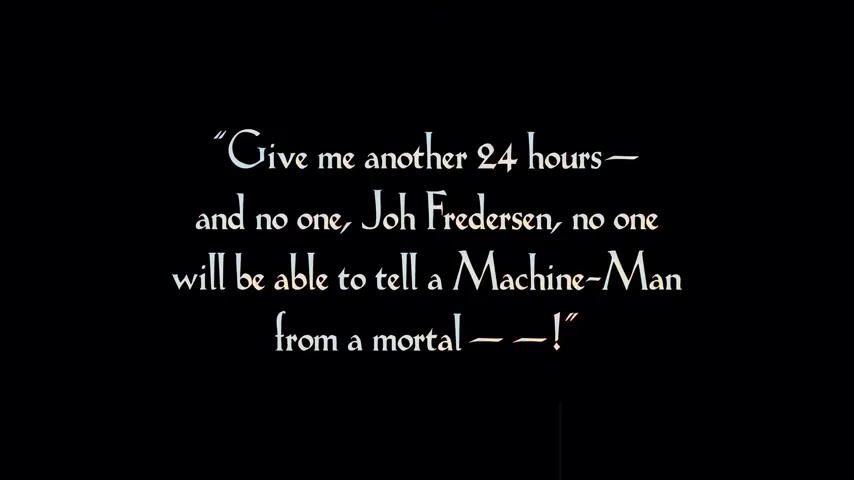 “Give me another 24 hours—
and no one, Joh Fredersen, no one
will be able to tell a Machine-Man
from a mortal — —!”